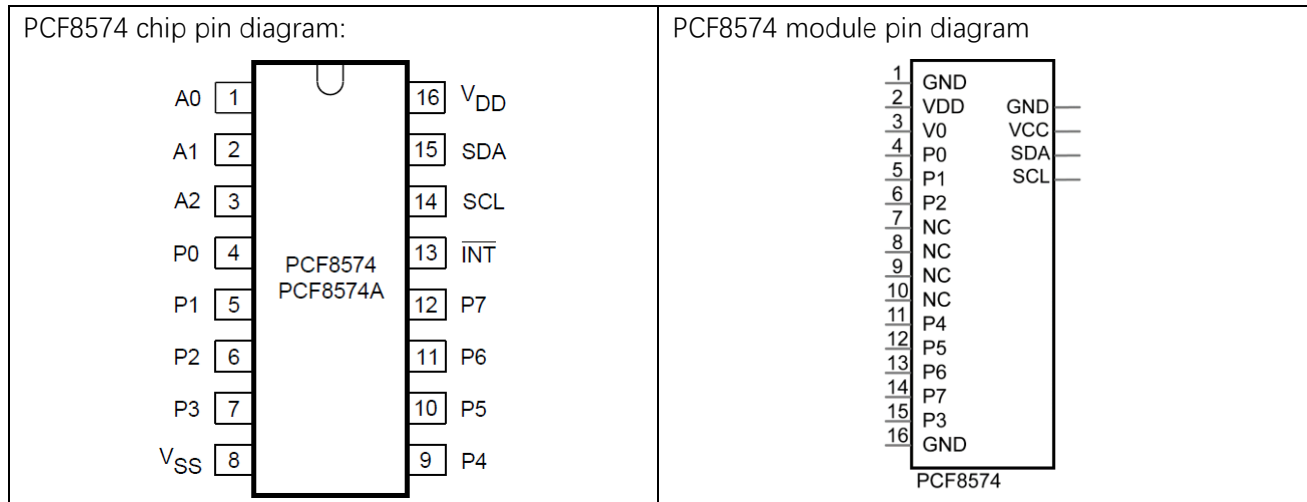 PCF8574 chip pin diagram:
A0 1 16 VDD
A1 2 15 SDA
A2 3 14 SCL
P0 4 13 INT
PCF8574
PCF8574A
P1 5 12 P7
P2 6 11 P6
P3 7 10 P5
VSS 8 9 P4
PCF8574 module pin diagram
1 GND
2 VDD GND
3 V0 VCC
4 P0 SDA
5 P1 SCL
6 P2
7 NC
8 NC
9 NC
10 NC
11 P4
12 P5
13 P6
14 P7
15 P3
16 GND
PCF8574